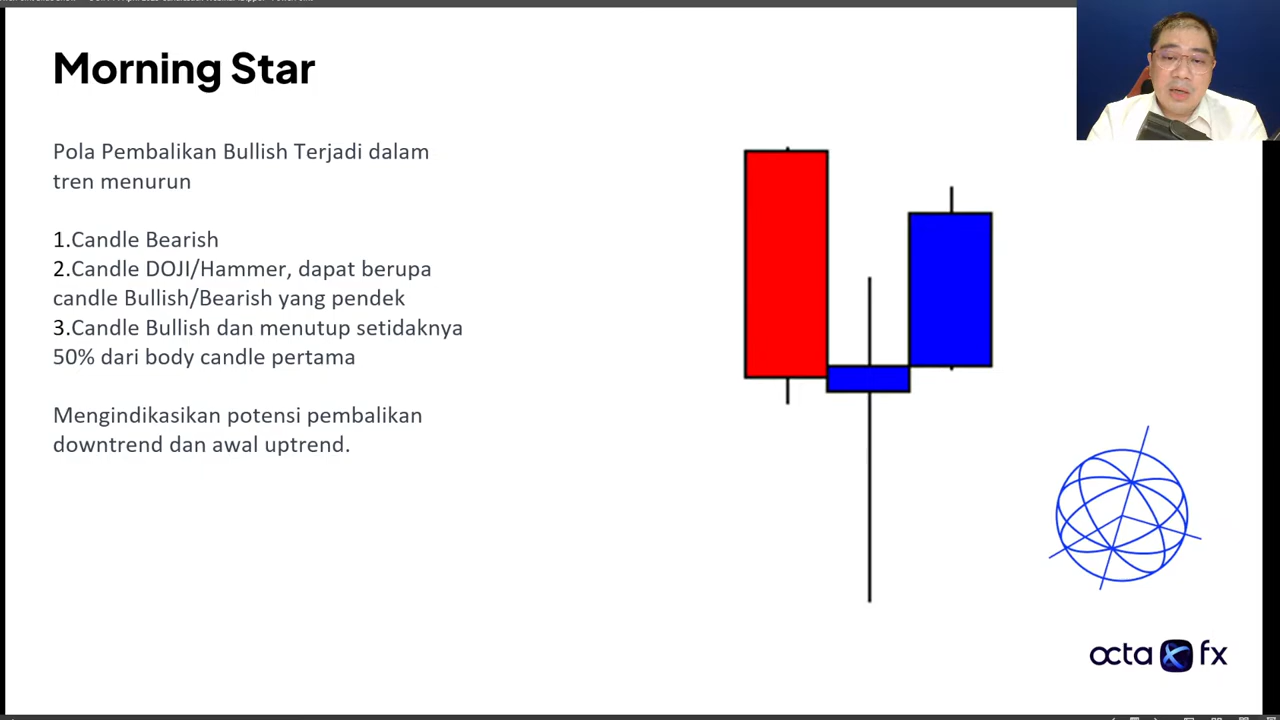 Morning Star
Pola Pembalikan Bullish Terjadi dalam
tren menurun
1.Candle Bearish
2.Candle DOJI/Hammer, dapat berupa
candle Bullish/Bearish yang pendek
3.Candle Bullish dan menutup setidaknya
50% dari body candle pertama
Mengindikasikan potensi pembalikan
downtrend dan awal uptrend.
octa fx